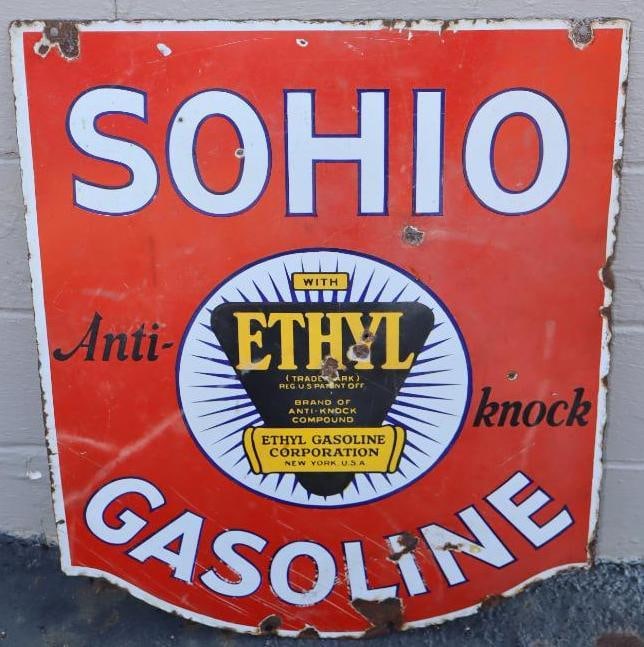 SOHIO
WITH
ETHYL
(TRADE MARK)
REG. U.S PATENT OFF.
BRAND OF
ANTI-KNOCK
COMPOUND
ETHYL GASOLINE
CORPORATION
NEW YORK, U.S.A
Anti-
knock
GASOLINE